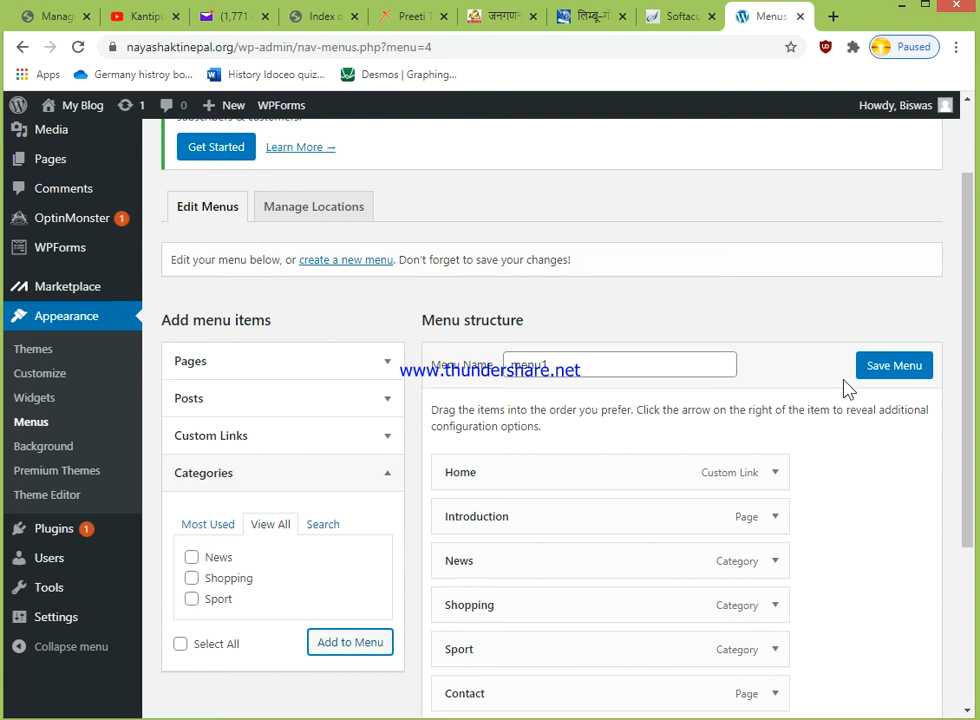 Manag
Kantipu
(1,771
Index o
Preeti T
जनगणन
लिम्बू-
Softacu
Menus
nayashaktinepal.org/wp-admin/nav-menus.php?menu=4
Paused
Apps
Germany histroy bo...
History Idoceo quiz...
Desmos | Graphing...
My Blog
1
0
New
WPForms
Howdy, Biswas
Media
Pages
Comments
OptinMonster 1
WPForms
Marketplace
Appearance
Themes
Customize
Widgets
Menus
Background
Premium Themes
Theme Editor
Plugins 1
Users
Tools
Settings
Collapse menu
subscribers & customers!
Get Started
Learn More →
Edit Menus
Manage Locations
Edit your menu below, or create a new menu. Don't forget to save your changes!
Add menu items
Pages
Posts
Custom Links
Categories
Most Used
View All
Search
News
Shopping
Sport
Select All
Add to Menu
Menu structure
Menu Name
menu1
www.thundershare.net
Save Menu
Drag the items into the order you prefer. Click the arrow on the right of the item to reveal additional
configuration options.
Home Custom Link
Introduction Page
News Category
Shopping Category
Sport Category
Contact Page